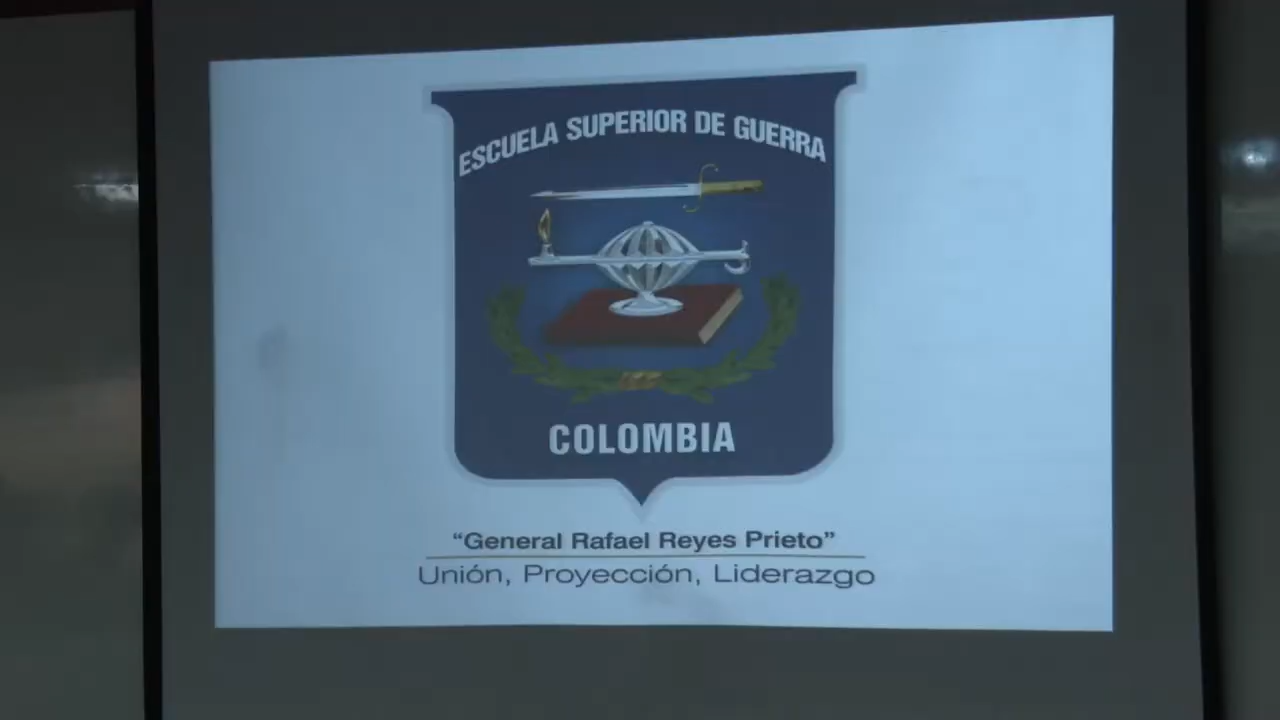 ESCUELA SUPERIOR DE GUERRA
COLOMBIA
“General Rafael Reyes Prieto”
Unión, Proyección, Liderazgo